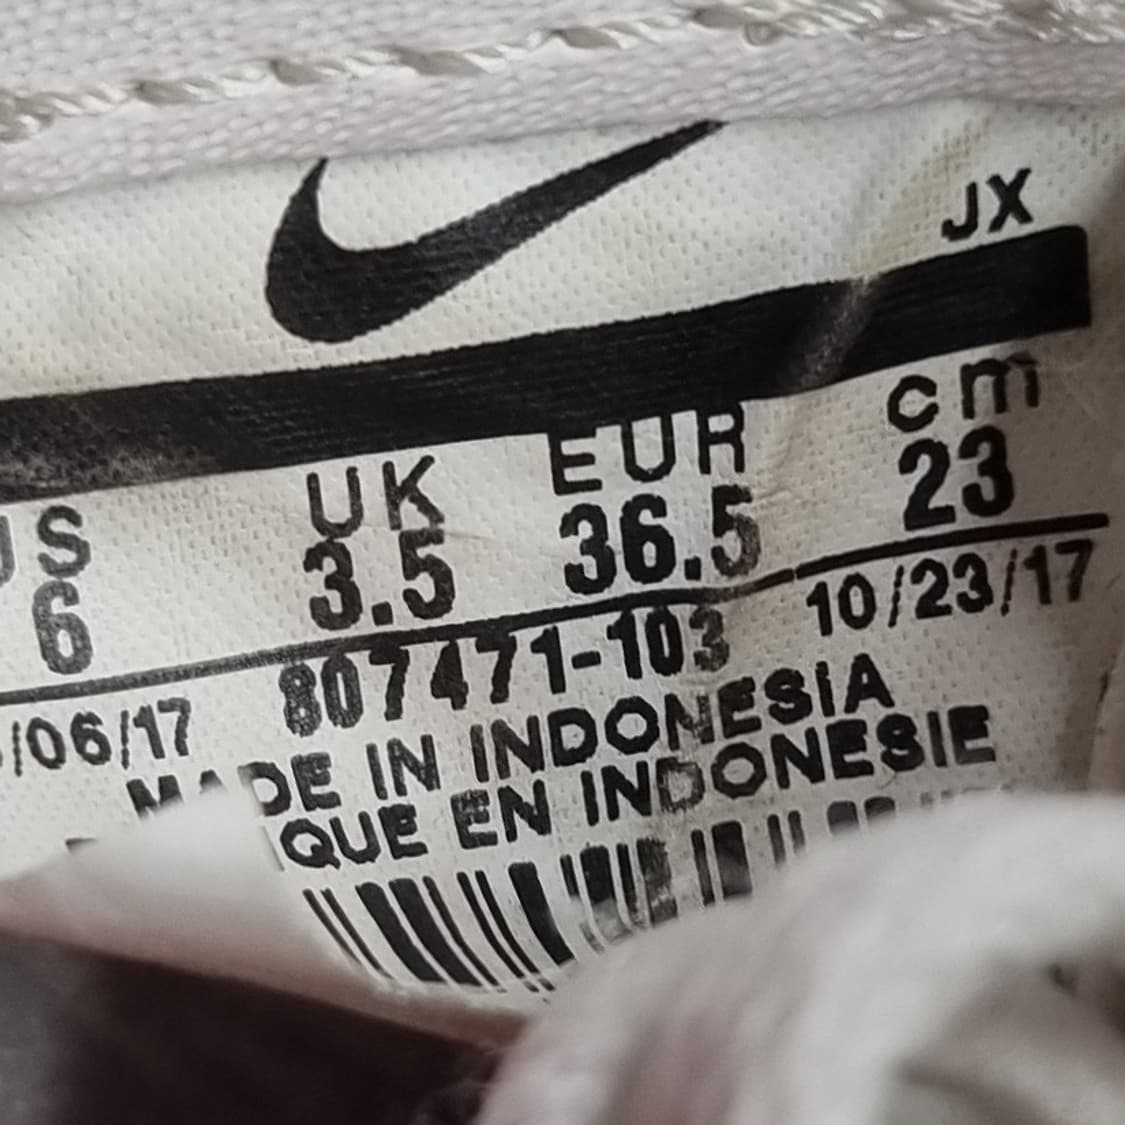 JX
US UK EUR cm
6 3.5 36.5 23
/06/17 807471-103 10/23/17
MADE IN INDONESIA
QUE EN INDONESIE